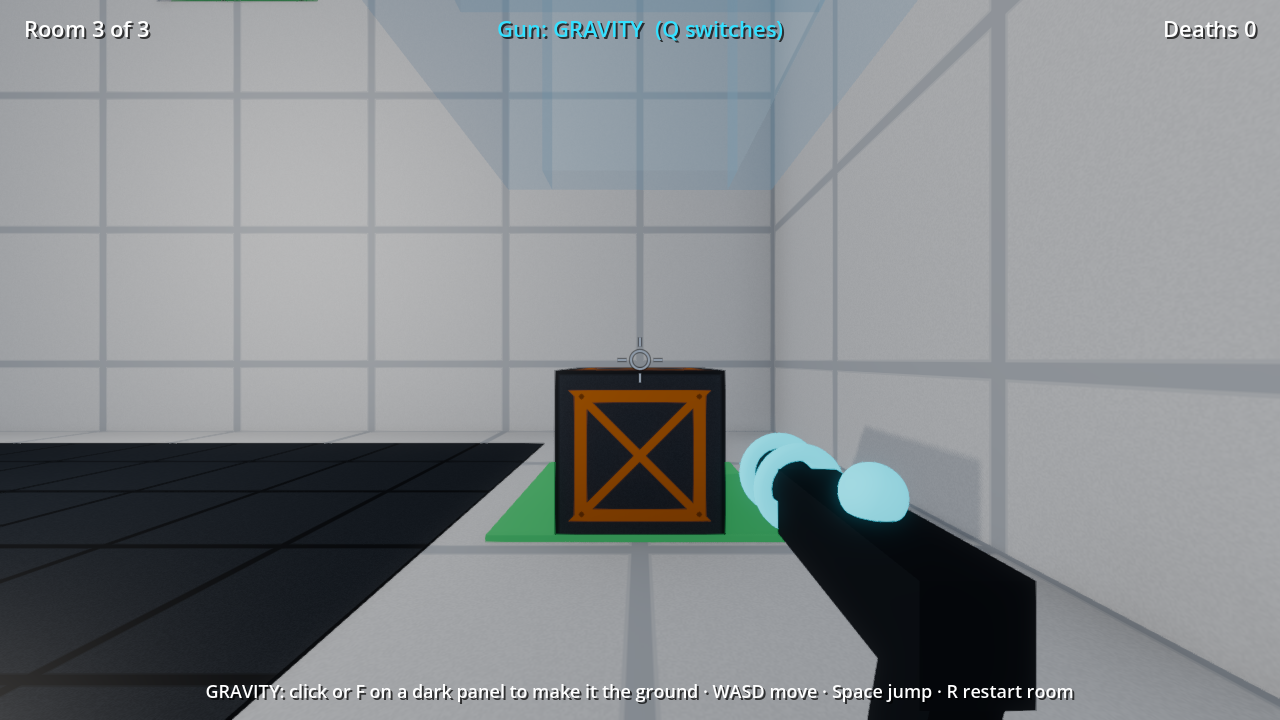 Room 3 of 3
Gun: GRAVITY (Q switches)
Deaths 0
GRAVITY: click or F on a dark panel to make it the ground · WASD move · Space jump · R restart room